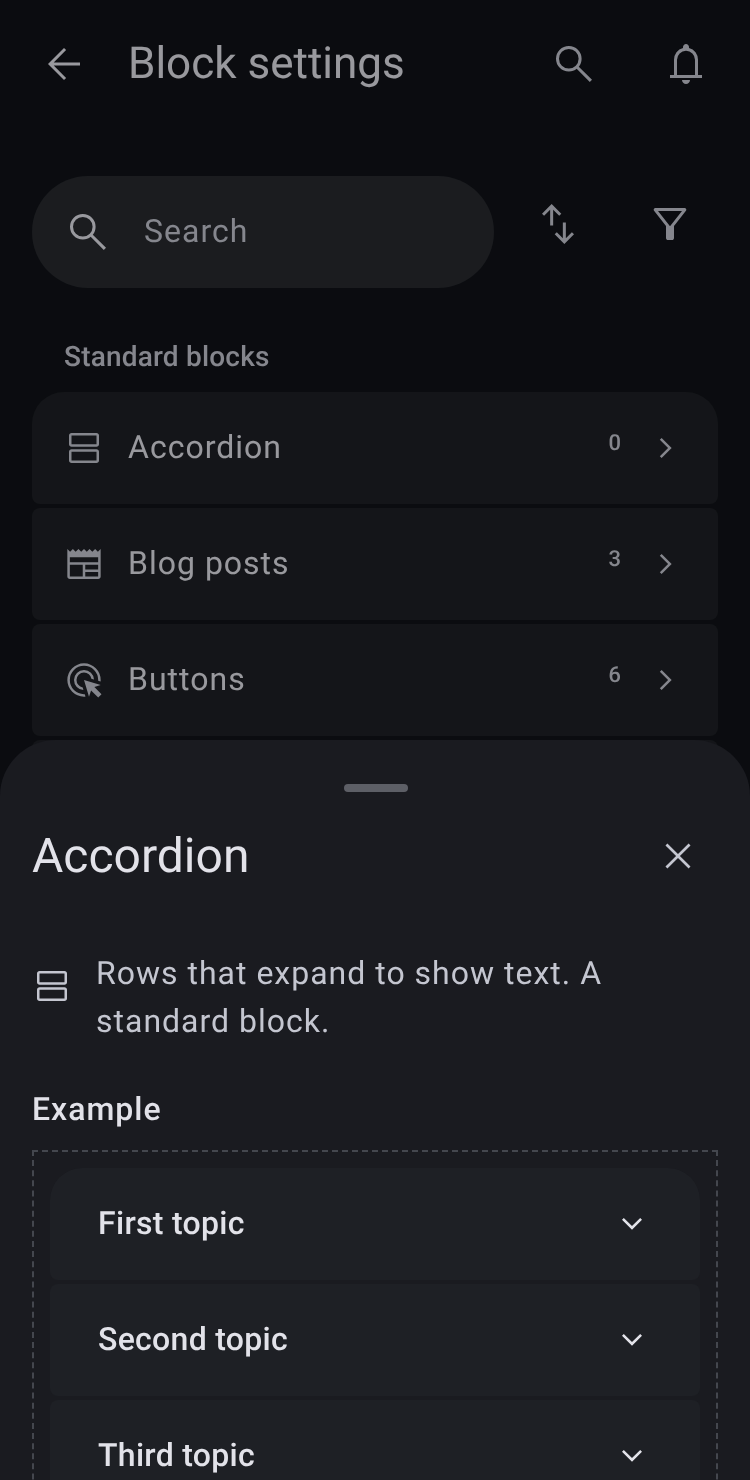 Block settings
Search
Standard blocks
Accordion 0
Blog posts 3
Buttons 6
Accordion
Rows that expand to show text. A
standard block.
Example
First topic
Second topic
Third topic